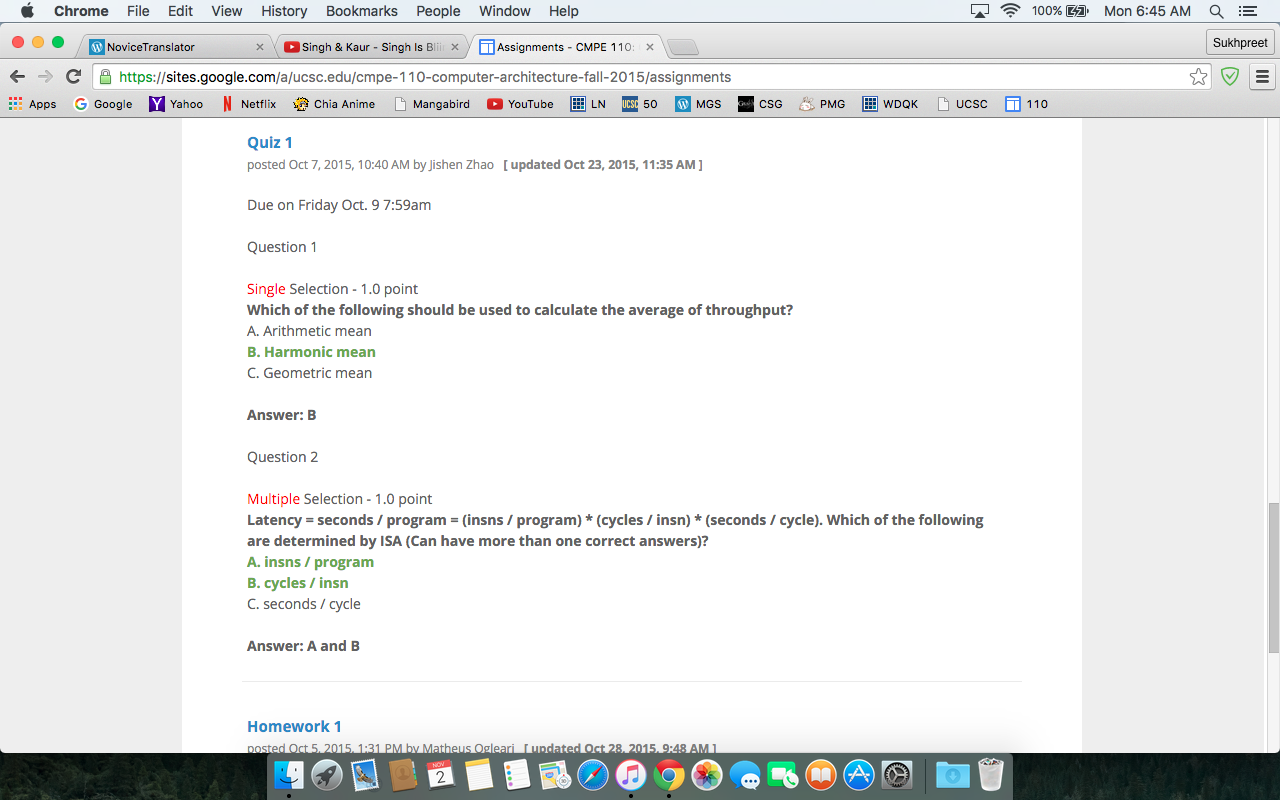 Chrome File Edit View History Bookmarks People Window Help 100% Mon 6:45 AM
NoviceTranslator Singh & Kaur - Singh Is Bliin Assignments - CMPE 110: Sukhpreet
https://sites.google.com/a/ucsc.edu/cmpe-110-computer-architecture-fall-2015/assignments
Apps Google Yahoo Netflix Chia Anime Mangabird YouTube LN UCSC 50 MGS CSG PMG WDQK UCSC 110
Quiz 1
posted Oct 7, 2015, 10:40 AM by Jishen Zhao [ updated Oct 23, 2015, 11:35 AM ]
Due on Friday Oct. 9 7:59am
Question 1
Single Selection - 1.0 point
Which of the following should be used to calculate the average of throughput?
A. Arithmetic mean
B. Harmonic mean
C. Geometric mean
Answer: B
Question 2
Multiple Selection - 1.0 point
Latency = seconds / program = (insns / program) * (cycles / insn) * (seconds / cycle). Which of the following
are determined by ISA (Can have more than one correct answers)?
A. insns / program
B. cycles / insn
C. seconds / cycle
Answer: A and B
Homework 1
posted Oct 5, 2015, 1:31 PM by Matheus Ogleari [ updated Oct 28, 2015, 9:48 AM ]
NOV
2